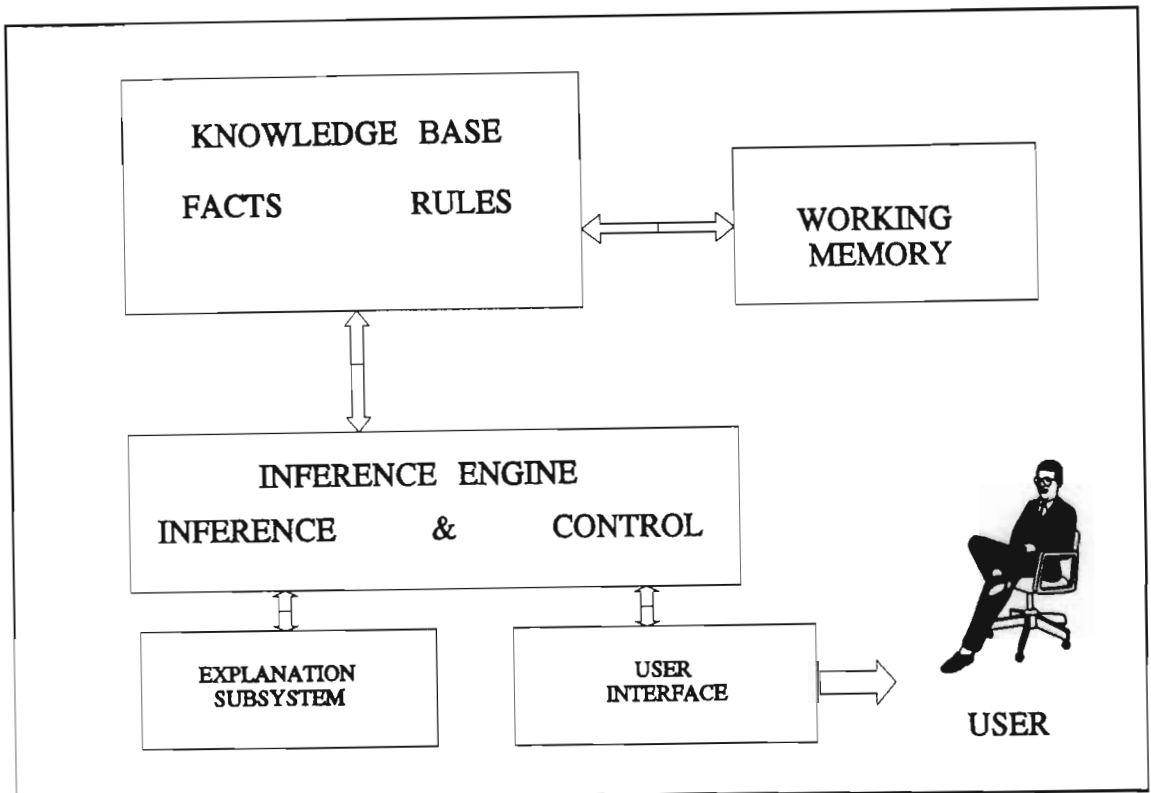 KNOWLEDGE BASE
FACTS RULES
WORKING
MEMORY
INFERENCE ENGINE
INFERENCE & CONTROL
EXPLANATION
SUBSYSTEM
USER
INTERFACE
USER